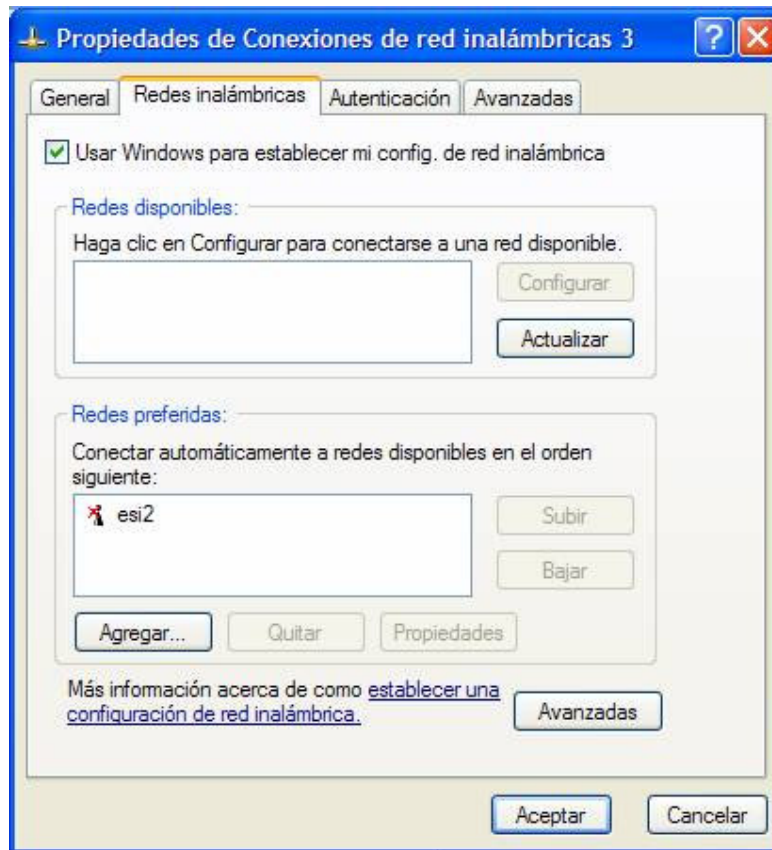 Propiedades de Conexiones de red inalámbricas 3
General
Redes inalámbricas
Autenticación
Avanzadas
Usar Windows para establecer mi config. de red inalámbrica
Redes disponibles:
Haga clic en Configurar para conectarse a una red disponible.
Configurar
Actualizar
Redes preferidas:
Conectar automáticamente a redes disponibles en el orden
siguiente:
esi2
Subir
Bajar
Agregar...
Quitar
Propiedades
Más información acerca de como establecer una
configuración de red inalámbrica.
Avanzadas
Aceptar
Cancelar